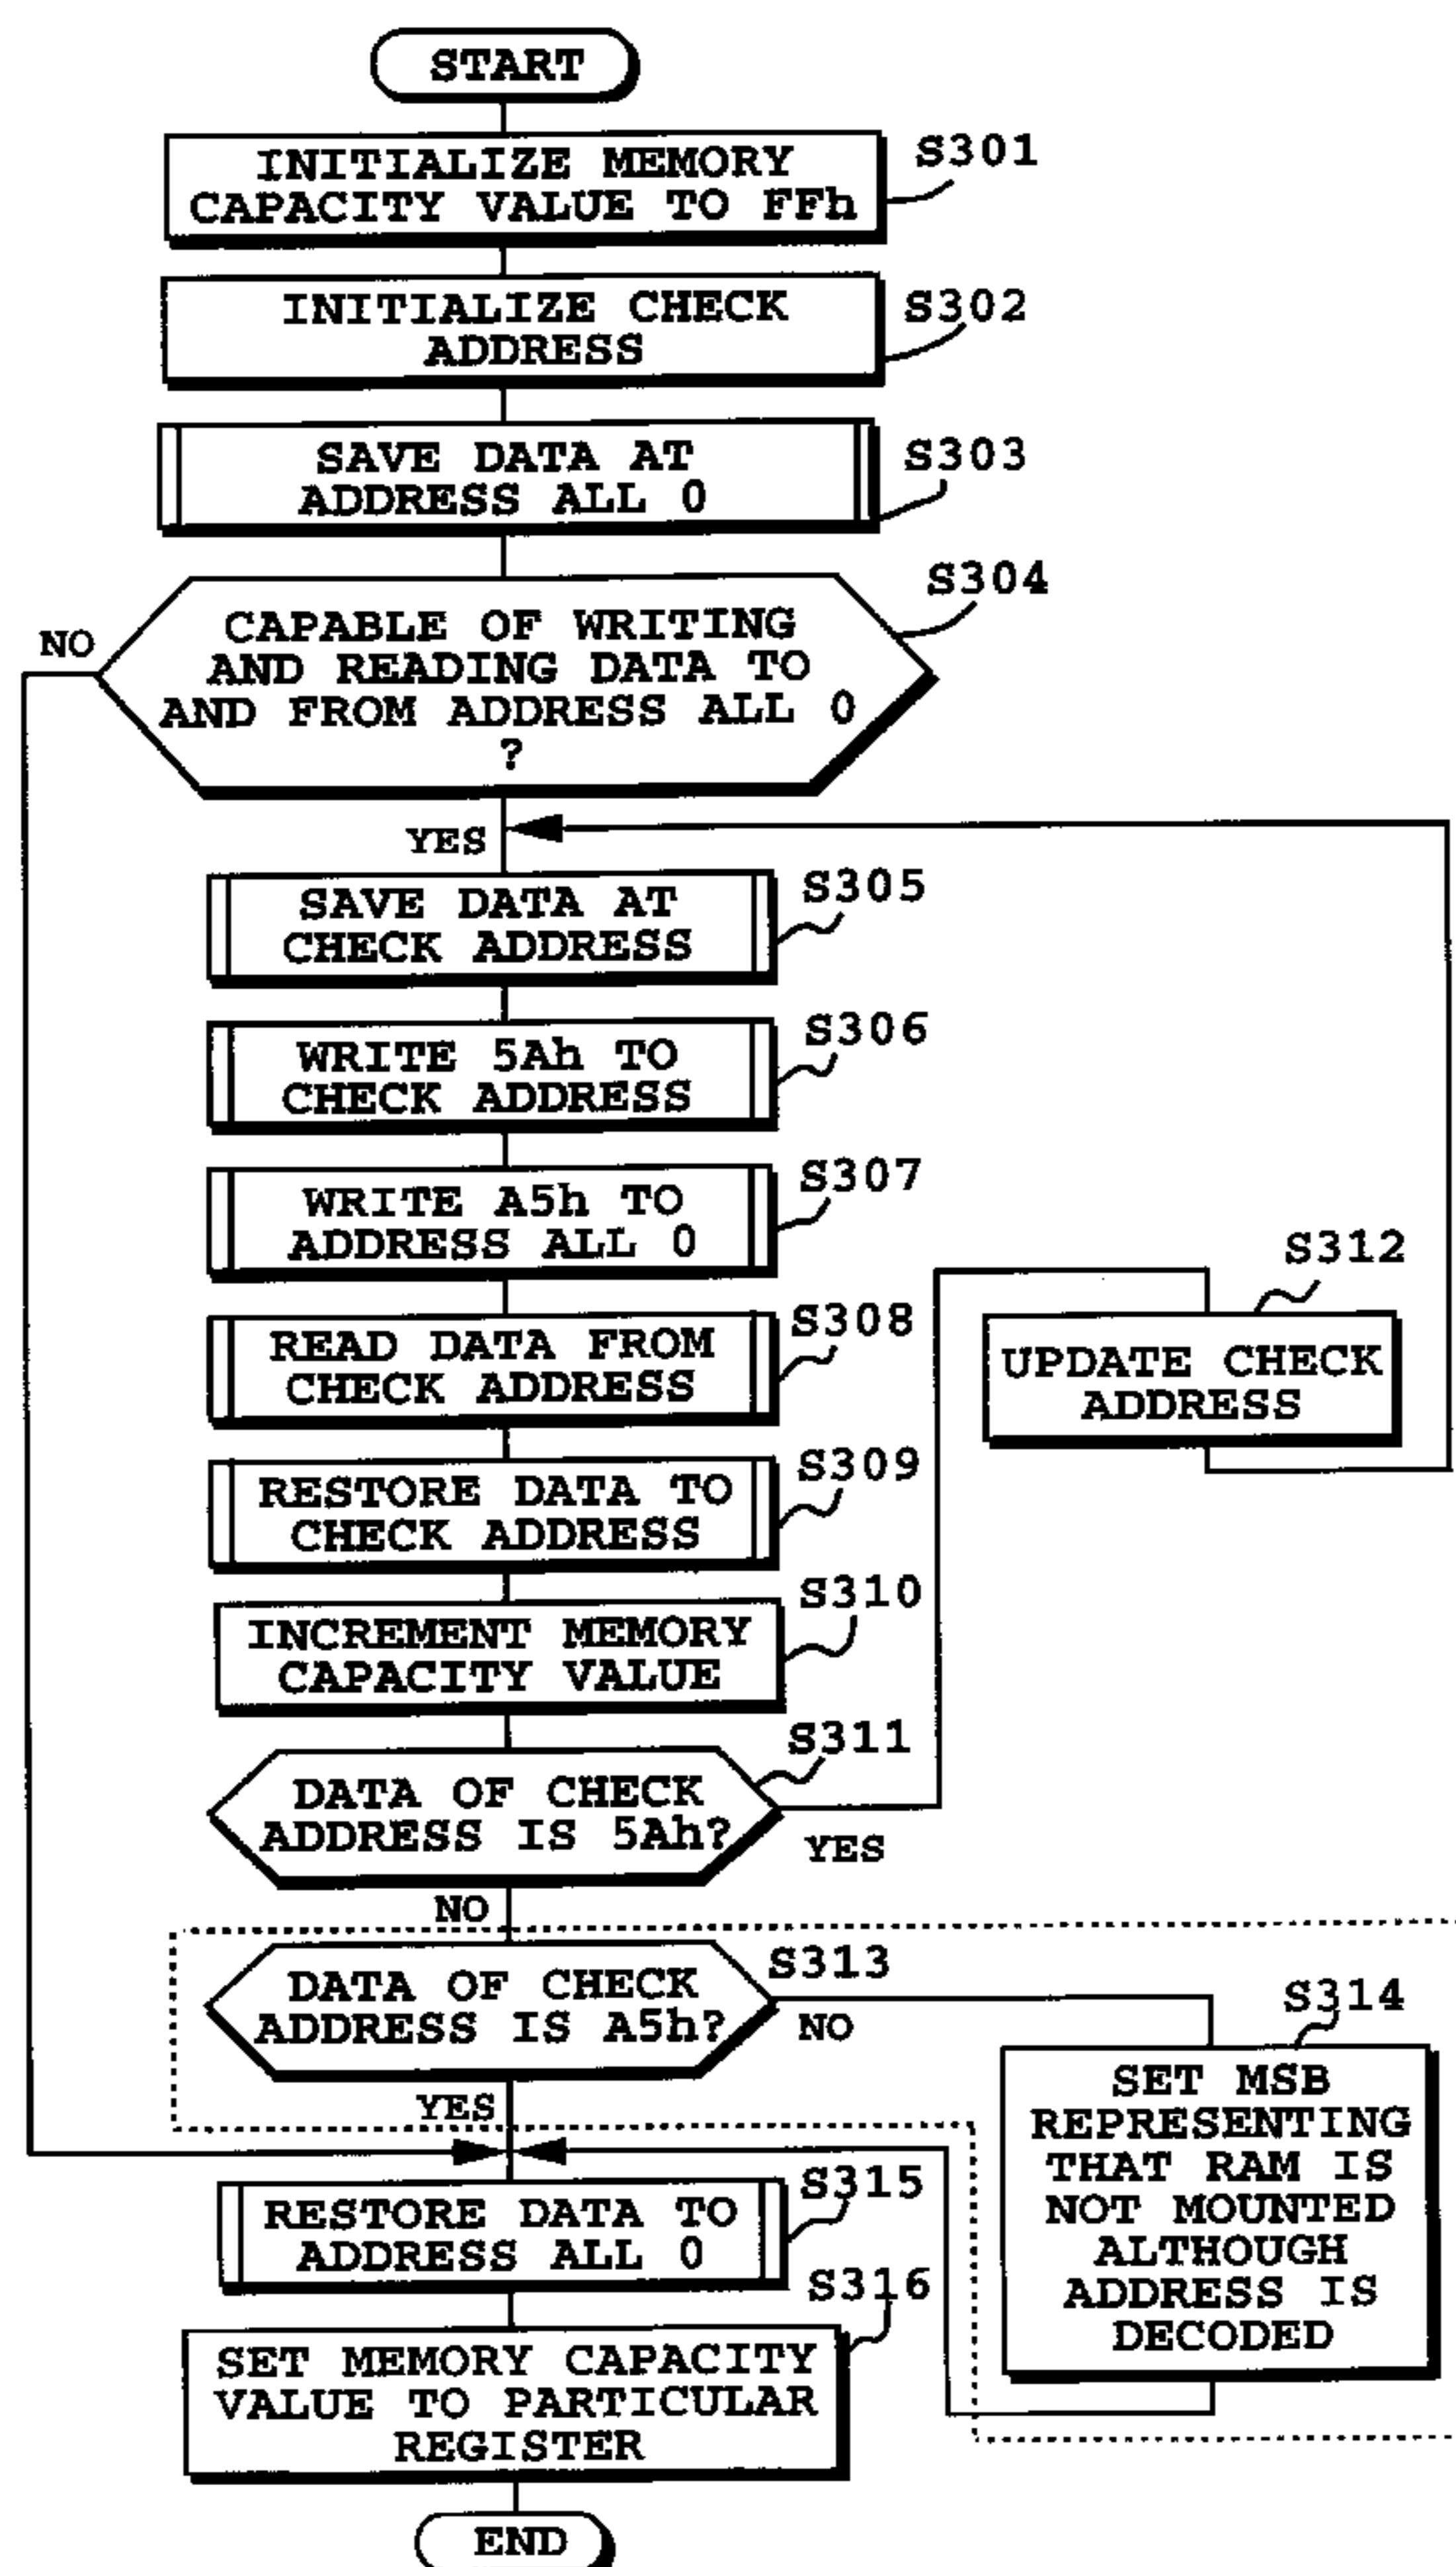 START
INITIALIZE MEMORY
CAPACITY VALUE TO FFh
S301
INITIALIZE CHECK
ADDRESS
S302
SAVE DATA AT
ADDRESS ALL 0
S303
CAPABLE OF WRITING
AND READING DATA TO
AND FROM ADDRESS ALL 0
?
S304
NO
YES
SAVE DATA AT
CHECK ADDRESS
S305
WRITE 5Ah TO
CHECK ADDRESS
S306
WRITE A5h TO
ADDRESS ALL 0
S307
READ DATA FROM
CHECK ADDRESS
S308
S312
UPDATE CHECK
ADDRESS
RESTORE DATA TO
CHECK ADDRESS
S309
INCREMENT MEMORY
CAPACITY VALUE
S310
DATA OF CHECK
ADDRESS IS 5Ah?
S311
YES
NO
DATA OF CHECK
ADDRESS IS A5h?
S313
NO
YES
S314
SET MSB
REPRESENTING
THAT RAM IS
NOT MOUNTED
ALTHOUGH
ADDRESS IS
DECODED
RESTORE DATA TO
ADDRESS ALL 0
S315
SET MEMORY CAPACITY
VALUE TO PARTICULAR
REGISTER
S316
END